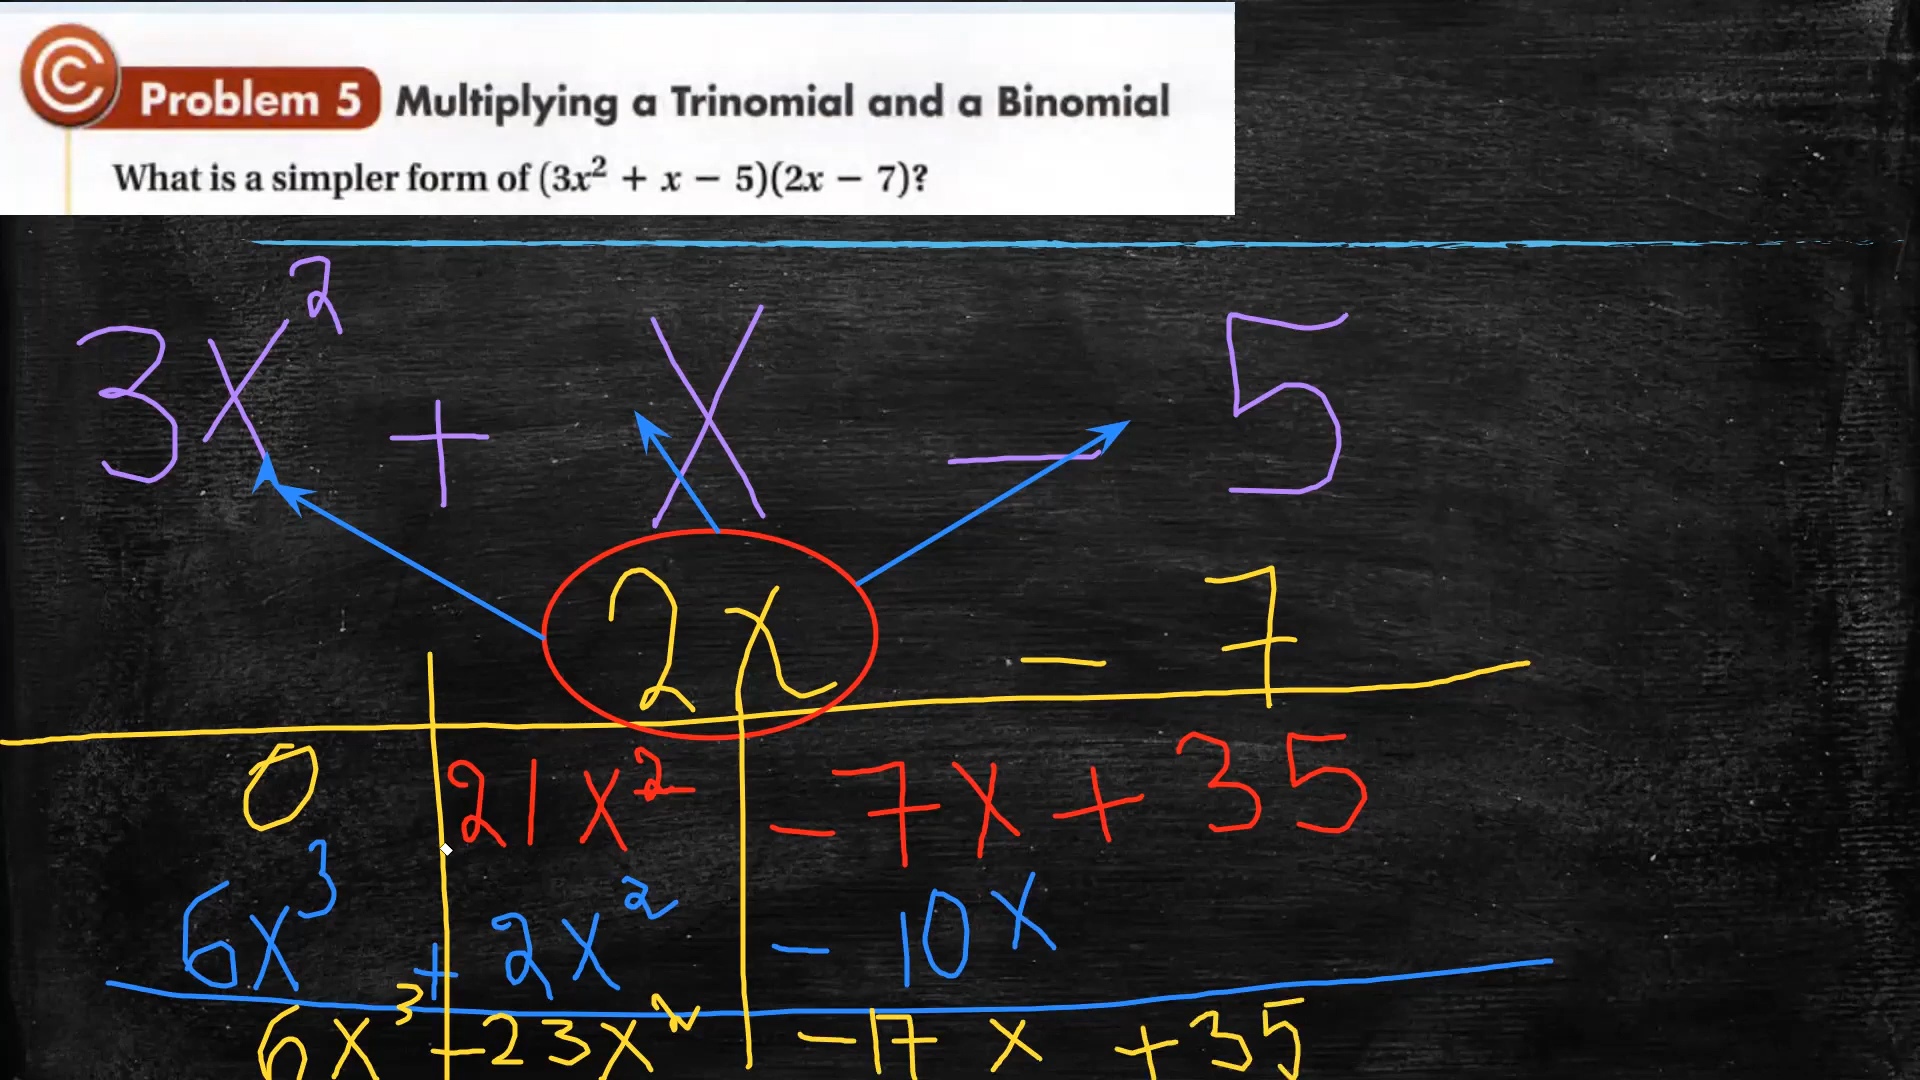 C
Problem 5 Multiplying a Trinomial and a Binomial
What is a simpler form of (3x² + x − 5)(2x − 7)?
3x² + x − 5
2x − 7
0 21x² − 7x + 35
6x³ + 2x² − 10x
6x³ − 23x² − 17x + 35